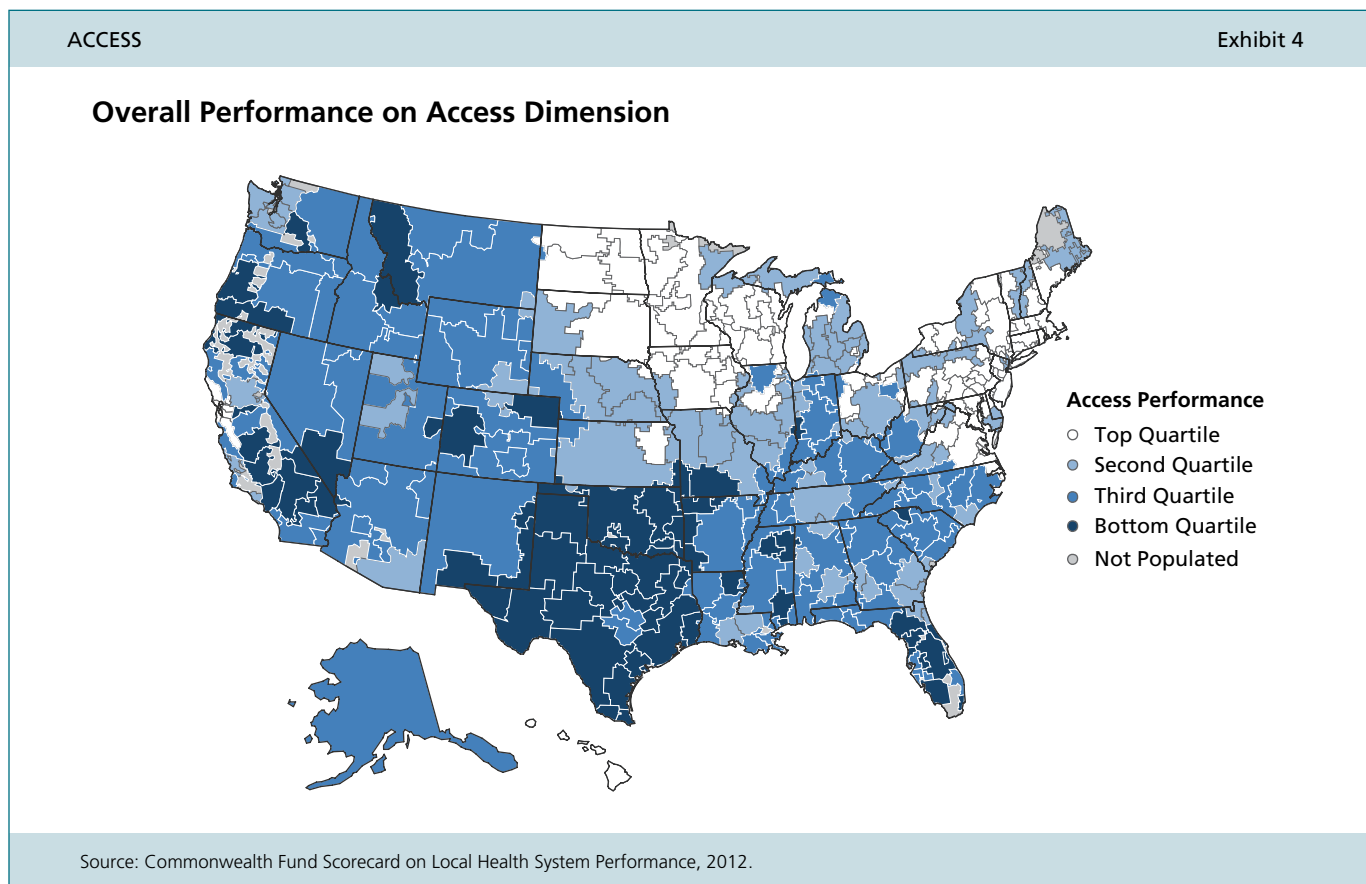 ACCESS
Exhibit 4
Overall Performance on Access Dimension
Access Performance
Top Quartile
Second Quartile
Third Quartile
Bottom Quartile
Not Populated
Source: Commonwealth Fund Scorecard on Local Health System Performance, 2012.